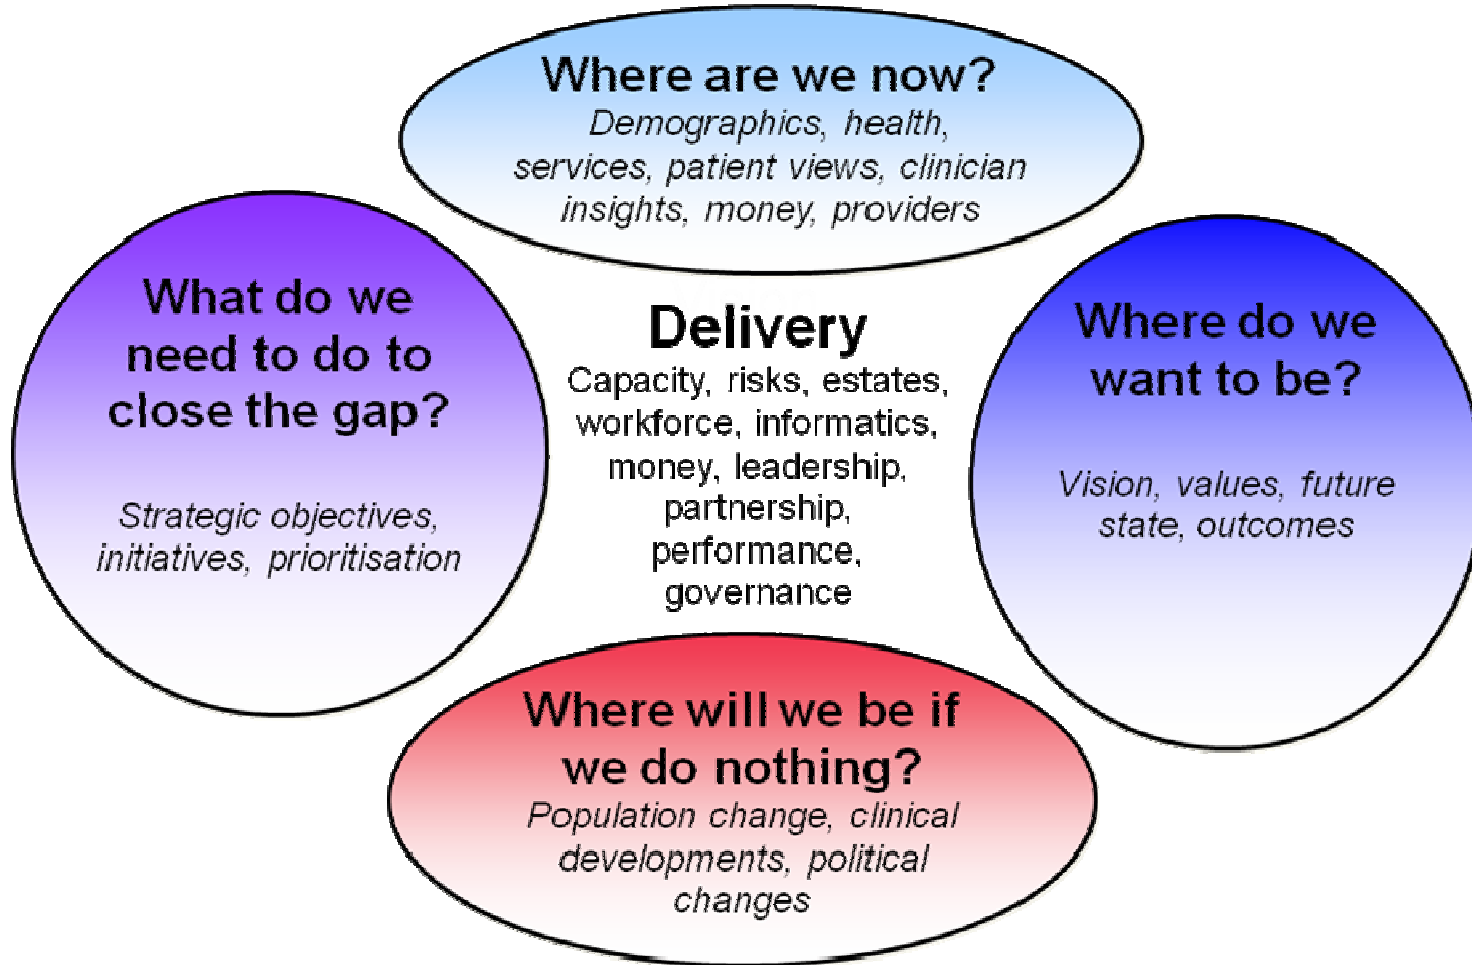 Where are we now?
Demographics, health,
services, patient views, clinician
insights, money, providers
What do we
need to do to
close the gap?
Strategic objectives,
initiatives, prioritisation
Delivery
Capacity, risks, estates,
workforce, informatics,
money, leadership,
partnership,
performance,
governance
Where do we
want to be?
Vision, values, future
state, outcomes
Where will we be if
we do nothing?
Population change, clinical
developments, political
changes